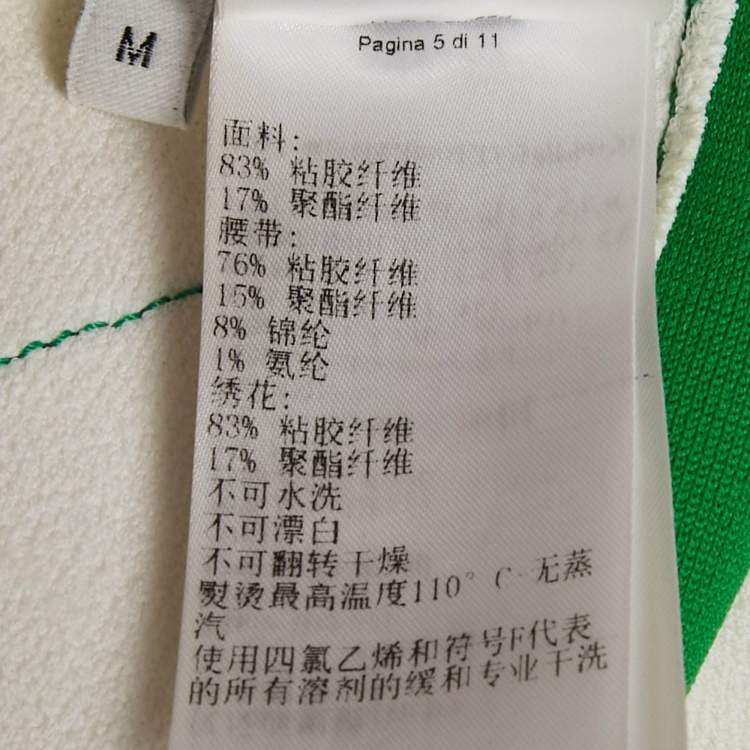 M
Pagina 5 di 11
面料:
83% 粘胶纤维
17% 聚酯纤维
腰带:
76% 粘胶纤维
15% 聚酯纤维
8% 锦纶
1% 氨纶
绣花:
83% 粘胶纤维
17% 聚酯纤维
不可水洗
不可漂白
不可翻转干燥
熨烫最高温度110° C-无蒸
汽
使用四氯乙烯和符号F代表
的所有溶剂的缓和专业干洗